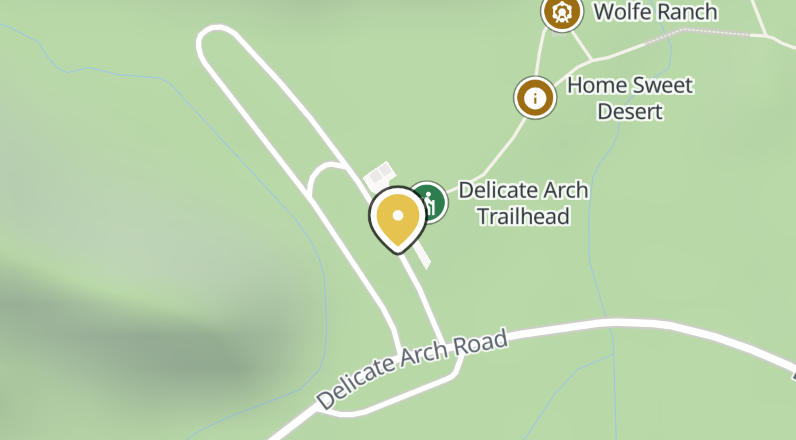 Wolfe Ranch
Home Sweet
Desert
Delicate Arch
Trailhead
Delicate Arch Road